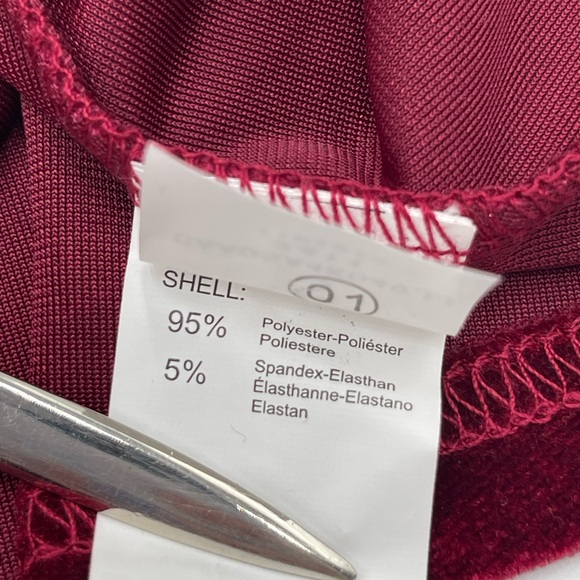 SHELL:
01
95% Polyester-Poliéster
Poliestere
5% Spandex-Elasthan
Élasthanne-Elastano
Elastan